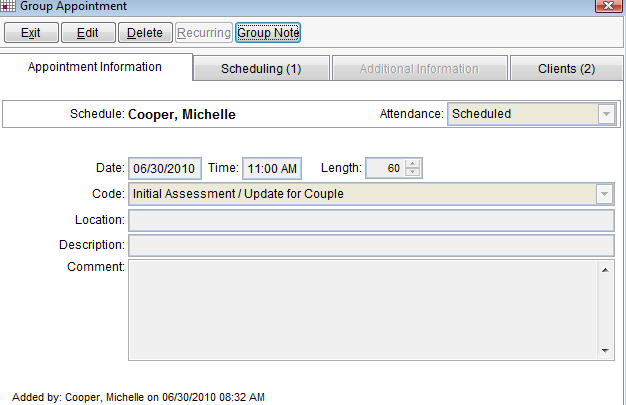 Group Appointment
Exit Edit Delete Recurring Group Note
Appointment Information Scheduling (1) Additional Information Clients (2)
Schedule: Cooper, Michelle Attendance: Scheduled
Date: 06/30/2010 Time: 11:00 AM Length: 60
Code: Initial Assessment / Update for Couple
Location:
Description:
Comment:
Added by: Cooper, Michelle on 06/30/2010 08:32 AM